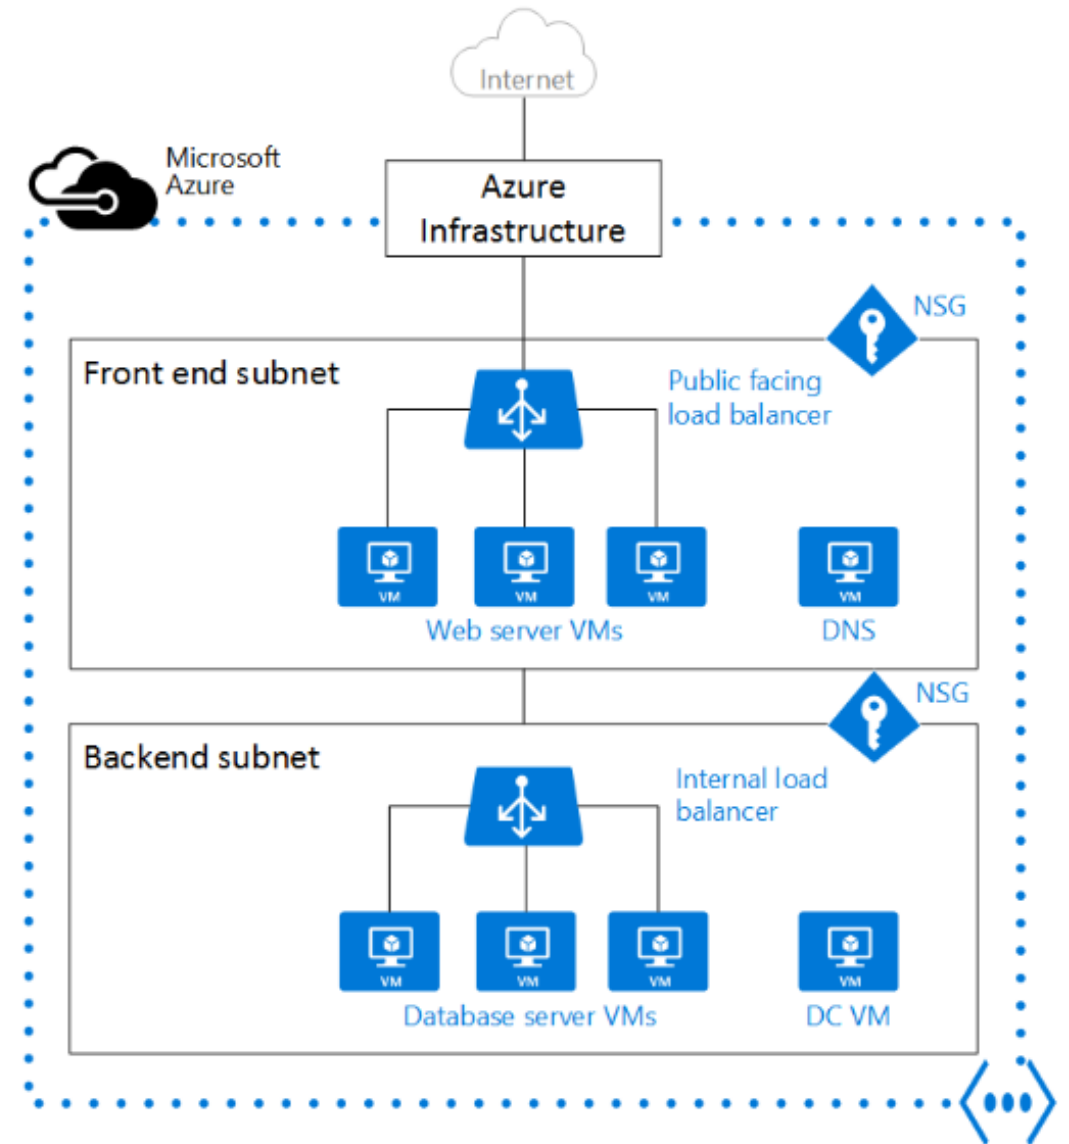 Internet
Microsoft
Azure
Azure
Infrastructure
NSG
Front end subnet
Public facing
load balancer
VM
VM
VM
VM
Web server VMs
DNS
NSG
Backend subnet
Internal load
balancer
VM
VM
VM
VM
Database server VMs
DC VM